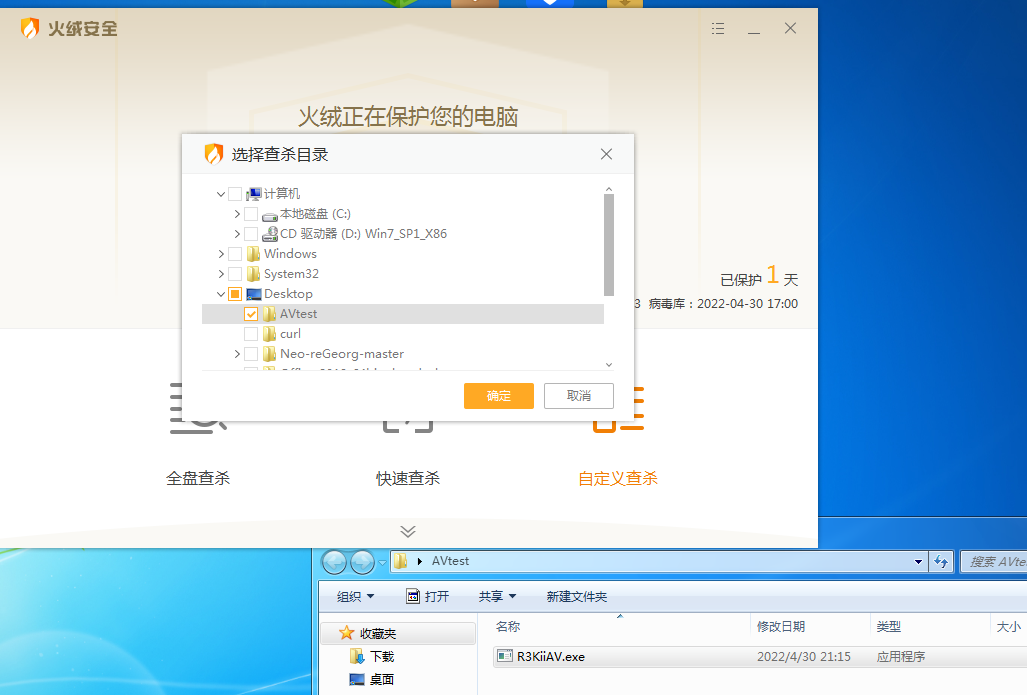 火绒安全
火绒正在保护您的电脑
选择查杀目录
计算机
本地磁盘 (C:)
CD 驱动器 (D:) Win7_SP1_X86
Windows
System32
Desktop
AVtest
curl
Neo-reGeorg-master
确定 取消
已保护 1 天
3 病毒库：2022-04-30 17:00
全盘查杀 快速查杀 自定义查杀
AVtest 搜索 AVte
组织 打开 共享 新建文件夹
收藏夹 名称 修改日期 类型 大小
下载 R3KiiAV.exe 2022/4/30 21:15 应用程序
桌面